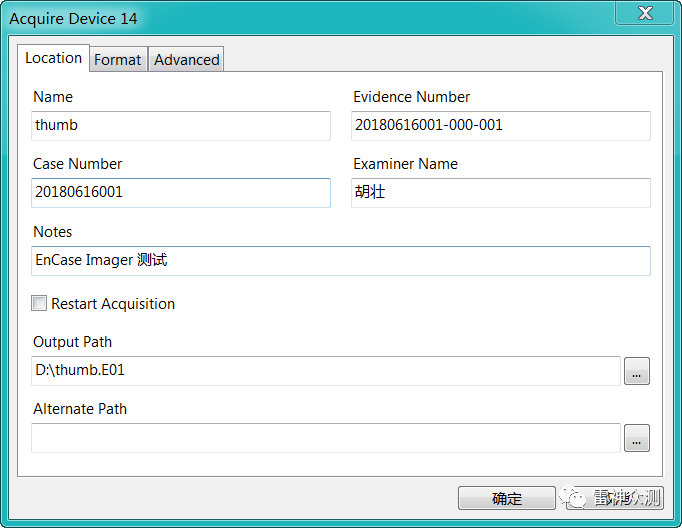 Acquire Device 14
Location Format Advanced
Name Evidence Number
thumb 20180616001-000-001
Case Number Examiner Name
20180616001 胡壮
Notes
EnCase Imager 测试
Restart Acquisition
Output Path
D:\thumb.E01
...
Alternate Path
...
确定 雷神众测